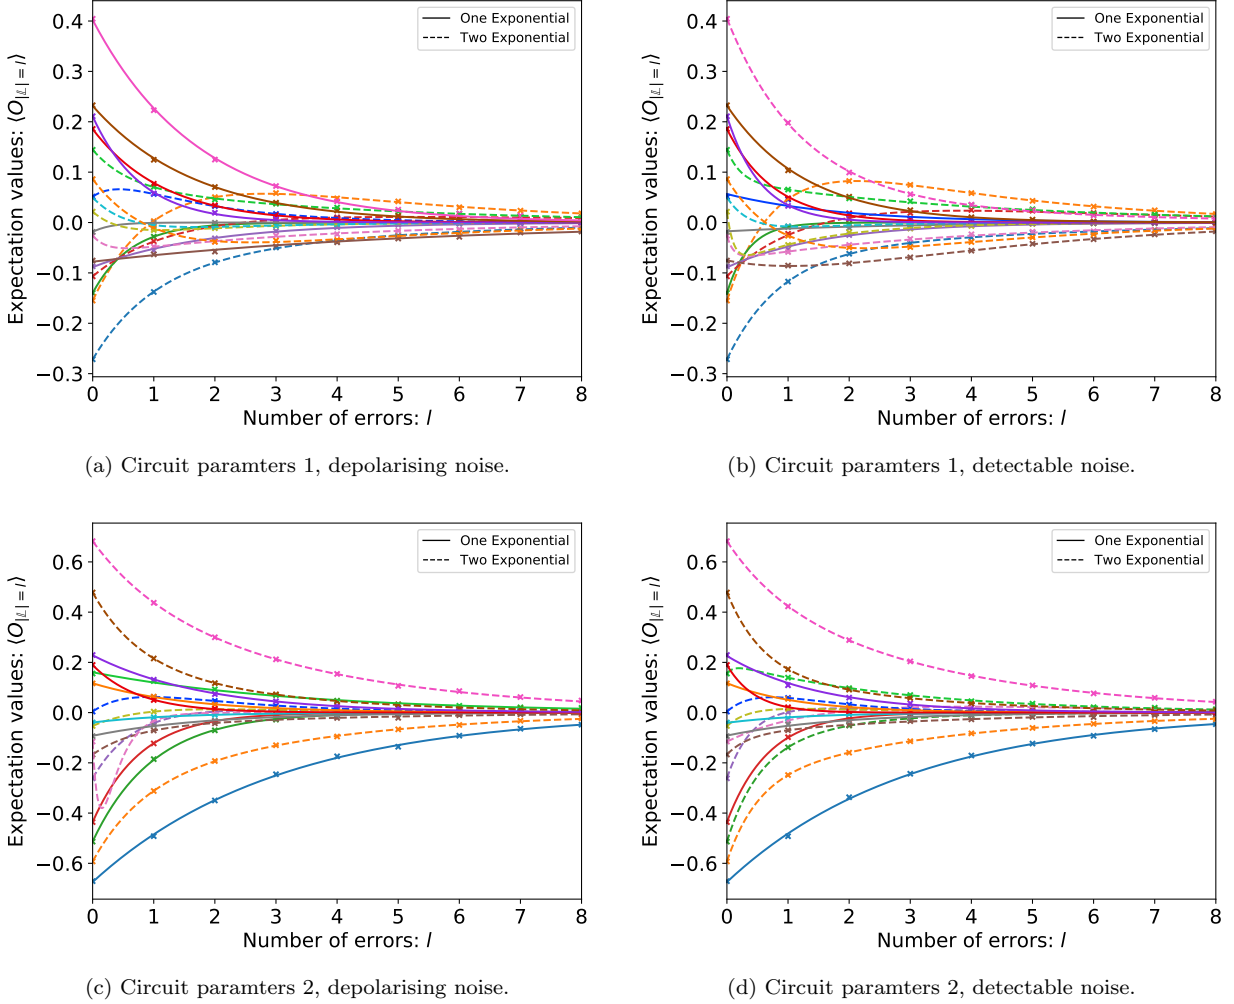 0.4
0.3
0.2
0.1
0.0
−0.1
−0.2
−0.3
Expectation values: ⟨O|𝕃|=l⟩
0 1 2 3 4 5 6 7 8
Number of errors: l
One Exponential
Two Exponential
(a) Circuit paramters 1, depolarising noise.
0.4
0.3
0.2
0.1
0.0
−0.1
−0.2
−0.3
Expectation values: ⟨O|𝕃|=l⟩
0 1 2 3 4 5 6 7 8
Number of errors: l
One Exponential
Two Exponential
(b) Circuit paramters 1, detectable noise.
0.6
0.4
0.2
0.0
−0.2
−0.4
−0.6
Expectation values: ⟨O|𝕃|=l⟩
0 1 2 3 4 5 6 7 8
Number of errors: l
One Exponential
Two Exponential
(c) Circuit paramters 2, depolarising noise.
0.6
0.4
0.2
0.0
−0.2
−0.4
−0.6
Expectation values: ⟨O|𝕃|=l⟩
0 1 2 3 4 5 6 7 8
Number of errors: l
One Exponential
Two Exponential
(d) Circuit paramters 2, detectable noise.